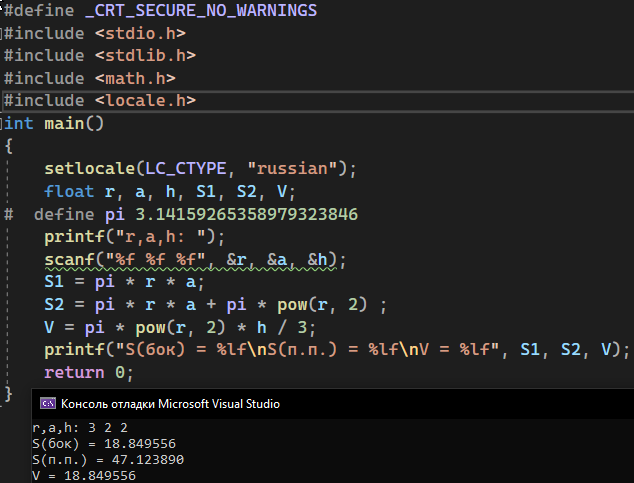 #define _CRT_SECURE_NO_WARNINGS
#include <stdio.h>
#include <stdlib.h>
#include <math.h>
#include <locale.h>
int main()
{
setlocale(LC_CTYPE, "russian");
float r, a, h, S1, S2, V;
# define pi 3.14159265358979323846
printf("r,a,h: ");
scanf("%f %f %f", &r, &a, &h);
S1 = pi * r * a;
S2 = pi * r * a + pi * pow(r, 2) ;
V = pi * pow(r, 2) * h / 3;
printf("S(бок) = %lf\nS(п.п.) = %lf\nV = %lf", S1, S2, V);
return 0;
}
Консоль отладки Microsoft Visual Studio
r,a,h: 3 2 2
S(бок) = 18.849556
S(п.п.) = 47.123890
V = 18.849556